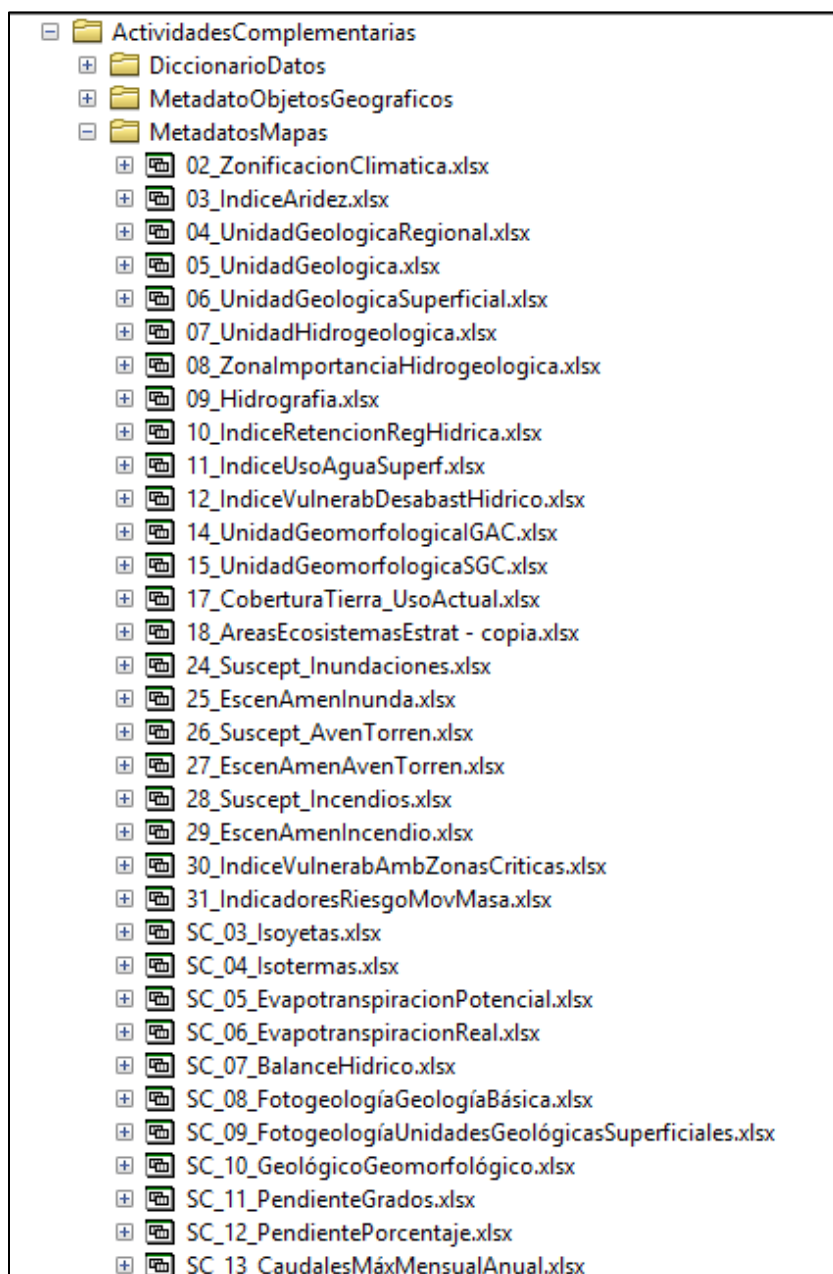 ActividadesComplementarias
DiccionarioDatos
MetadatoObjetosGeograficos
MetadatosMapas
02_ZonificacionClimatica.xlsx
03_IndiceAridez.xlsx
04_UnidadGeologicaRegional.xlsx
05_UnidadGeologica.xlsx
06_UnidadGeologicaSuperficial.xlsx
07_UnidadHidrogeologica.xlsx
08_ZonaImportanciaHidrogeologica.xlsx
09_Hidrografia.xlsx
10_IndiceRetencionRegHidrica.xlsx
11_IndiceUsoAguaSuperf.xlsx
12_IndiceVulnerabDesabastHidrico.xlsx
14_UnidadGeomorfologicaIGAC.xlsx
15_UnidadGeomorfologicaSGC.xlsx
17_CoberturaTierra_UsoActual.xlsx
18_AreasEcosistemasEstrat - copia.xlsx
24_Suscept_Inundaciones.xlsx
25_EscenAmenInunda.xlsx
26_Suscept_AvenTorren.xlsx
27_EscenAmenAvenTorren.xlsx
28_Suscept_Incendios.xlsx
29_EscenAmenIncendio.xlsx
30_IndiceVulnerabAmbZonasCriticas.xlsx
31_IndicadoresRiesgoMovMasa.xlsx
SC_03_Isoyetas.xlsx
SC_04_Isotermas.xlsx
SC_05_EvapotranspiracionPotencial.xlsx
SC_06_EvapotranspiracionReal.xlsx
SC_07_BalanceHidrico.xlsx
SC_08_FotogeologíaGeologíaBásica.xlsx
SC_09_FotogeologíaUnidadesGeológicasSuperficiales.xlsx
SC_10_GeológicoGeomorfológico.xlsx
SC_11_PendienteGrados.xlsx
SC_12_PendientePorcentaje.xlsx
SC_13_CaudalesMáxMensualAnual.xlsx